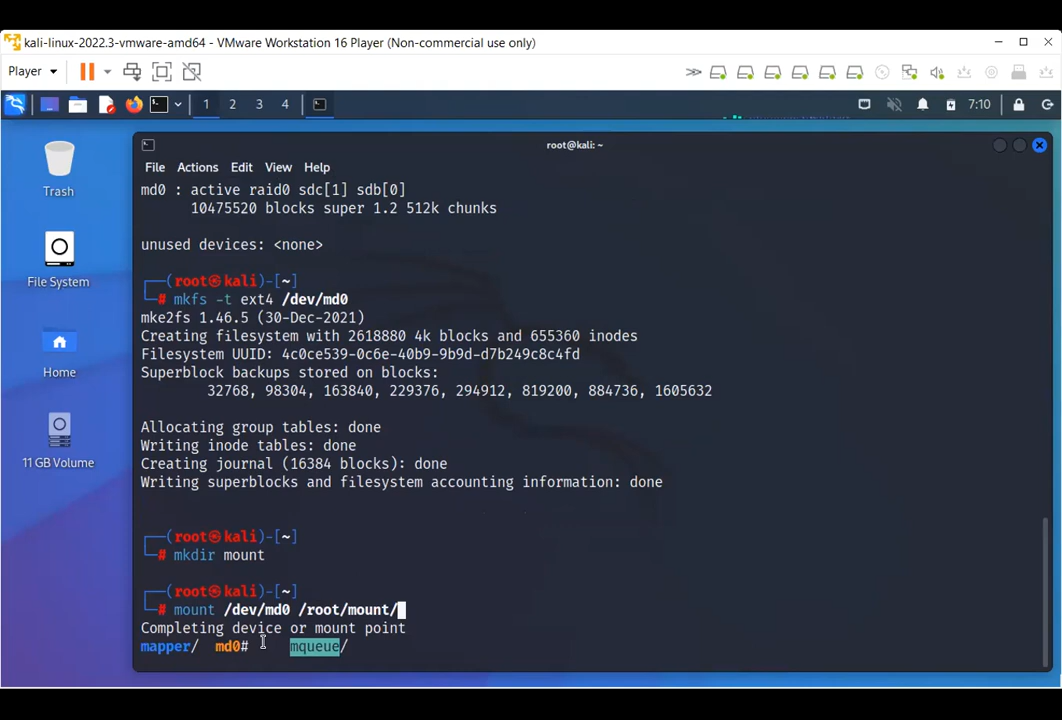 kali-linux-2022.3-vmware-amd64 - VMware Workstation 16 Player (Non-commercial use only)
Player
1 2 3 4
7:10
root@kali: ~
File Actions Edit View Help
Trash
File System
Home
11 GB Volume
md0 : active raid0 sdc[1] sdb[0]
10475520 blocks super 1.2 512k chunks
unused devices: <none>
┌──(root㉿kali)-[~]
└─# mkfs -t ext4 /dev/md0
mke2fs 1.46.5 (30-Dec-2021)
Creating filesystem with 2618880 4k blocks and 655360 inodes
Filesystem UUID: 4c0ce539-0c6e-40b9-9b9d-d7b249c8c4fd
Superblock backups stored on blocks:
32768, 98304, 163840, 229376, 294912, 819200, 884736, 1605632
Allocating group tables: done
Writing inode tables: done
Creating journal (16384 blocks): done
Writing superblocks and filesystem accounting information: done
┌──(root㉿kali)-[~]
└─# mkdir mount
┌──(root㉿kali)-[~]
└─# mount /dev/md0 /root/mount/
Completing device or mount point
mapper/ md0# mqueue/